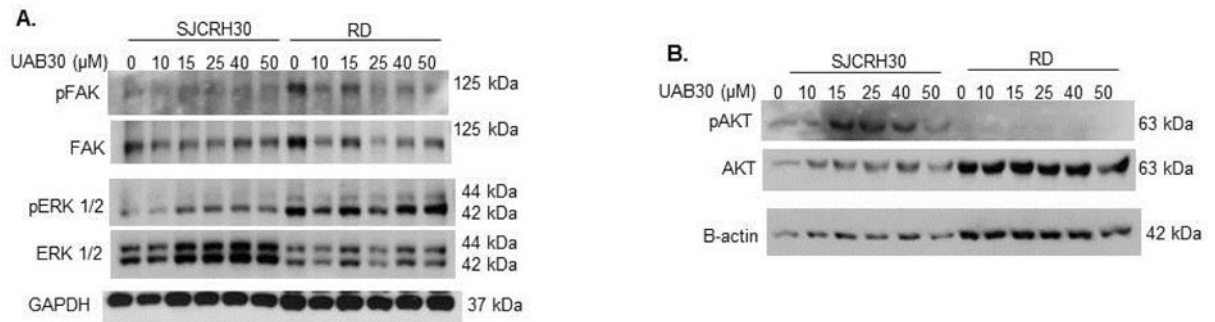 A.
SJCRH30 RD
UAB30 (µM) 0 10 15 25 40 50 0 10 15 25 40 50
pFAK 125 kDa
FAK 125 kDa
pERK 1/2 44 kDa
42 kDa
ERK 1/2 44 kDa
42 kDa
GAPDH 37 kDa
B.
SJCRH30 RD
UAB30 (µM) 0 10 15 25 40 50 0 10 15 25 40 50
pAKT 63 kDa
AKT 63 kDa
B-actin 42 kDa